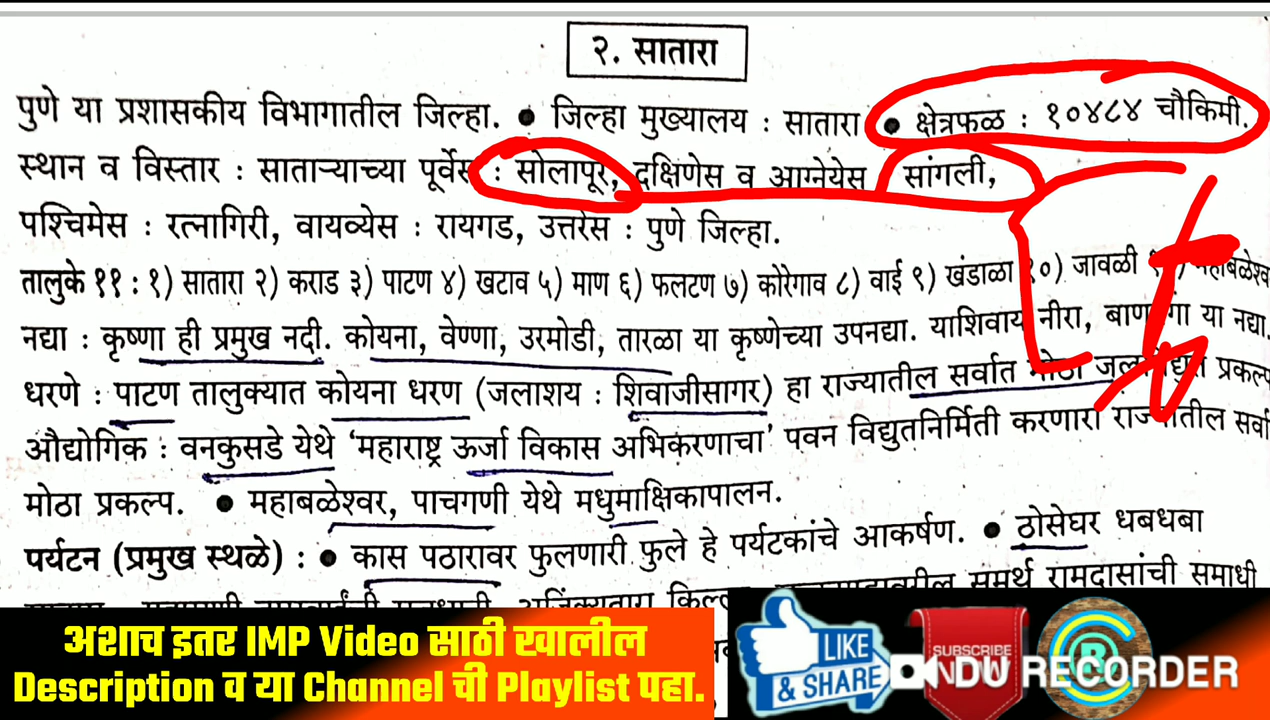 २. सातारा
पुणे या प्रशासकीय विभागातील जिल्हा. ● जिल्हा मुख्यालय : सातारा ● क्षेत्रफळ : १०४८४ चौकिमी.
स्थान व विस्तार : साताऱ्याच्या पूर्वेस : सोलापूर, दक्षिणेस व आग्नेयेस सांगली,
पश्चिमेस : रत्नागिरी, वायव्येस : रायगड, उत्तरेस : पुणे जिल्हा.
तालुके ११ : १) सातारा २) कराड ३) पाटण ४) खटाव ५) माण ६) फलटण ७) कोरेगाव ८) वाई ९) खंडाळा १०) जावळी
नद्या : कृष्णा ही प्रमुख नदी. कोयना, वेण्णा, उरमोडी, तारळा या कृष्णेच्या उपनद्या. याशिवाय नीरा, या नद्या.
धरणे : पाटण तालुक्यात कोयना धरण (जलाशय : शिवाजीसागर) हा राज्यातील सर्वात मोठा प्रकल्प
औद्योगिक : वनकुसडे येथे 'महाराष्ट्र ऊर्जा विकास अभिकरणाचा' पवन विद्युतनिर्मिती करणारा राज्यातील सर्वा
मोठा प्रकल्प. ● महाबळेश्वर, पाचगणी येथे मधुमाक्षिकापालन.
पर्यटन (प्रमुख स्थळे) : ● कास पठारावर फुलणारी फुले हे पर्यटकांचे आकर्षण. ● ठोसेघर धबधबा
समर्थ रामदासांची समाधी
अशाच इतर IMP Video साठी खालील
Description व या Channel ची Playlist पहा.
LIKE
& SHARE
SUBSCRIBE
DU RECORDER